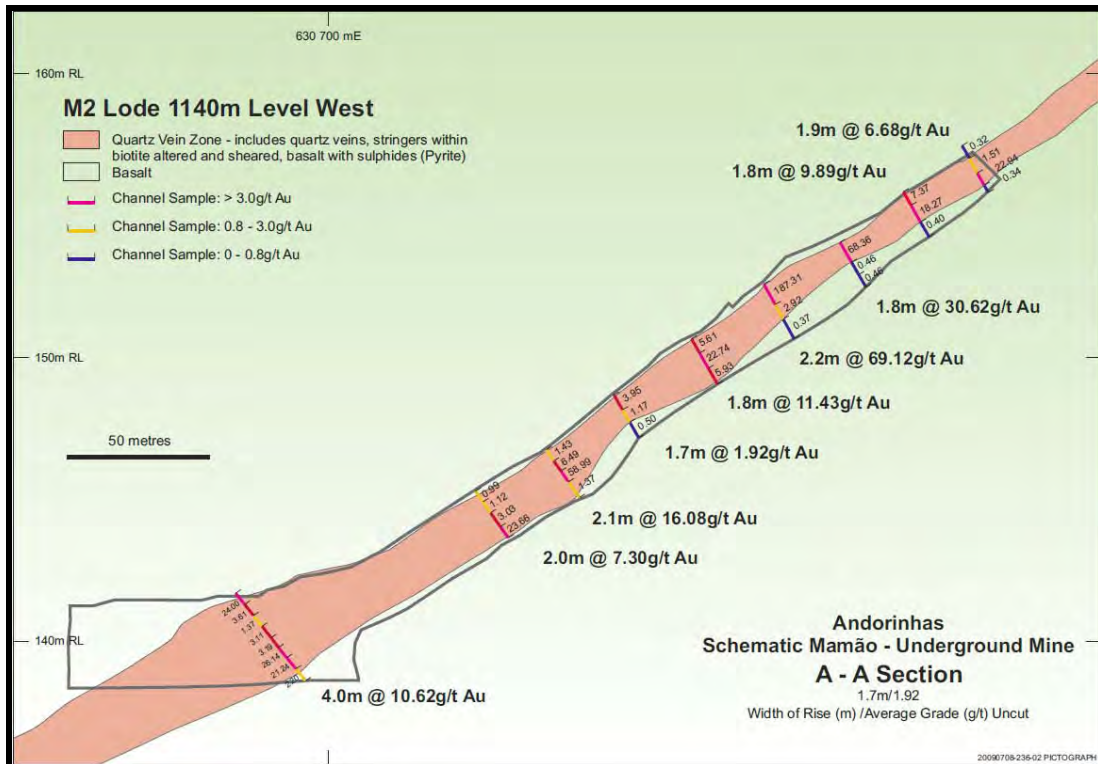 630 700 mE
160m RL
M2 Lode 1140m Level West
Quartz Vein Zone - includes quartz veins, stringers within
biotite altered and sheared, basalt with sulphides (Pyrite)
Basalt
Channel Sample: > 3.0g/t Au
Channel Sample: 0.8 - 3.0g/t Au
Channel Sample: 0 - 0.8g/t Au
1.9m @ 6.68g/t Au
0.32
1.51
22.94
0.34
1.8m @ 9.89g/t Au
7.37
18.27
0.40
68.36
0.46
0.46
1.8m @ 30.62g/t Au
187.31
2.92
0.37
2.2m @ 69.12g/t Au
150m RL
5.61
22.74
5.93
1.8m @ 11.43g/t Au
3.95
1.17
0.50
1.7m @ 1.92g/t Au
50 metres
1.43
8.49
58.99
1.37
2.1m @ 16.08g/t Au
0.99
1.12
3.03
23.66
2.0m @ 7.30g/t Au
140m RL
24.00
3.61
1.37
3.11
3.19
26.14
21.24
4.0m @ 10.62g/t Au
Andorinhas
Schematic Mamão - Underground Mine
A - A Section
1.7m/1.92
Width of Rise (m) /Average Grade (g/t) Uncut
20090708-236-02 PICTOGRAPH